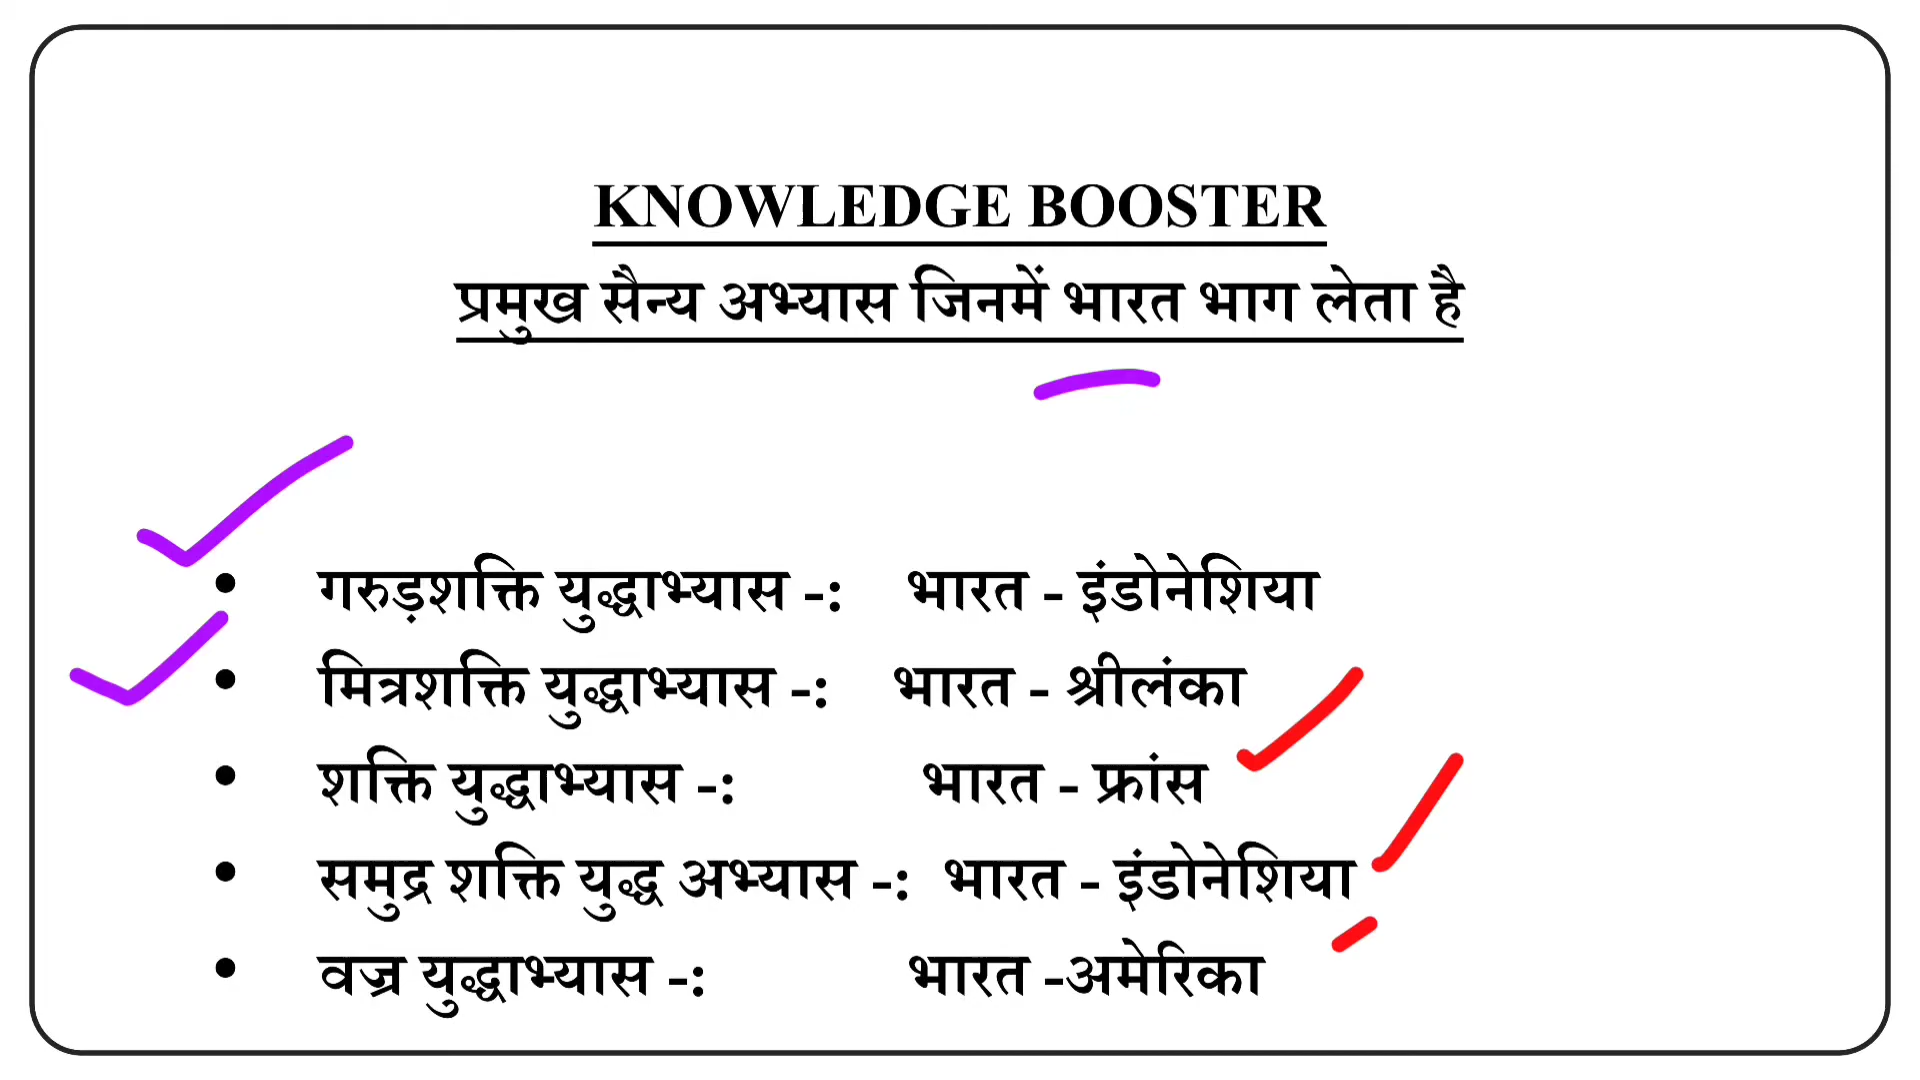 KNOWLEDGE BOOSTER
प्रमुख सैन्य अभ्यास जिनमें भारत भाग लेता है
• गरुड़शक्ति युद्धाभ्यास -: भारत - इंडोनेशिया
• मित्रशक्ति युद्धाभ्यास -: भारत - श्रीलंका
• शक्ति युद्धाभ्यास -: भारत - फ्रांस
• समुद्र शक्ति युद्ध अभ्यास -: भारत - इंडोनेशिया
• वज्र युद्धाभ्यास -: भारत -अमेरिका